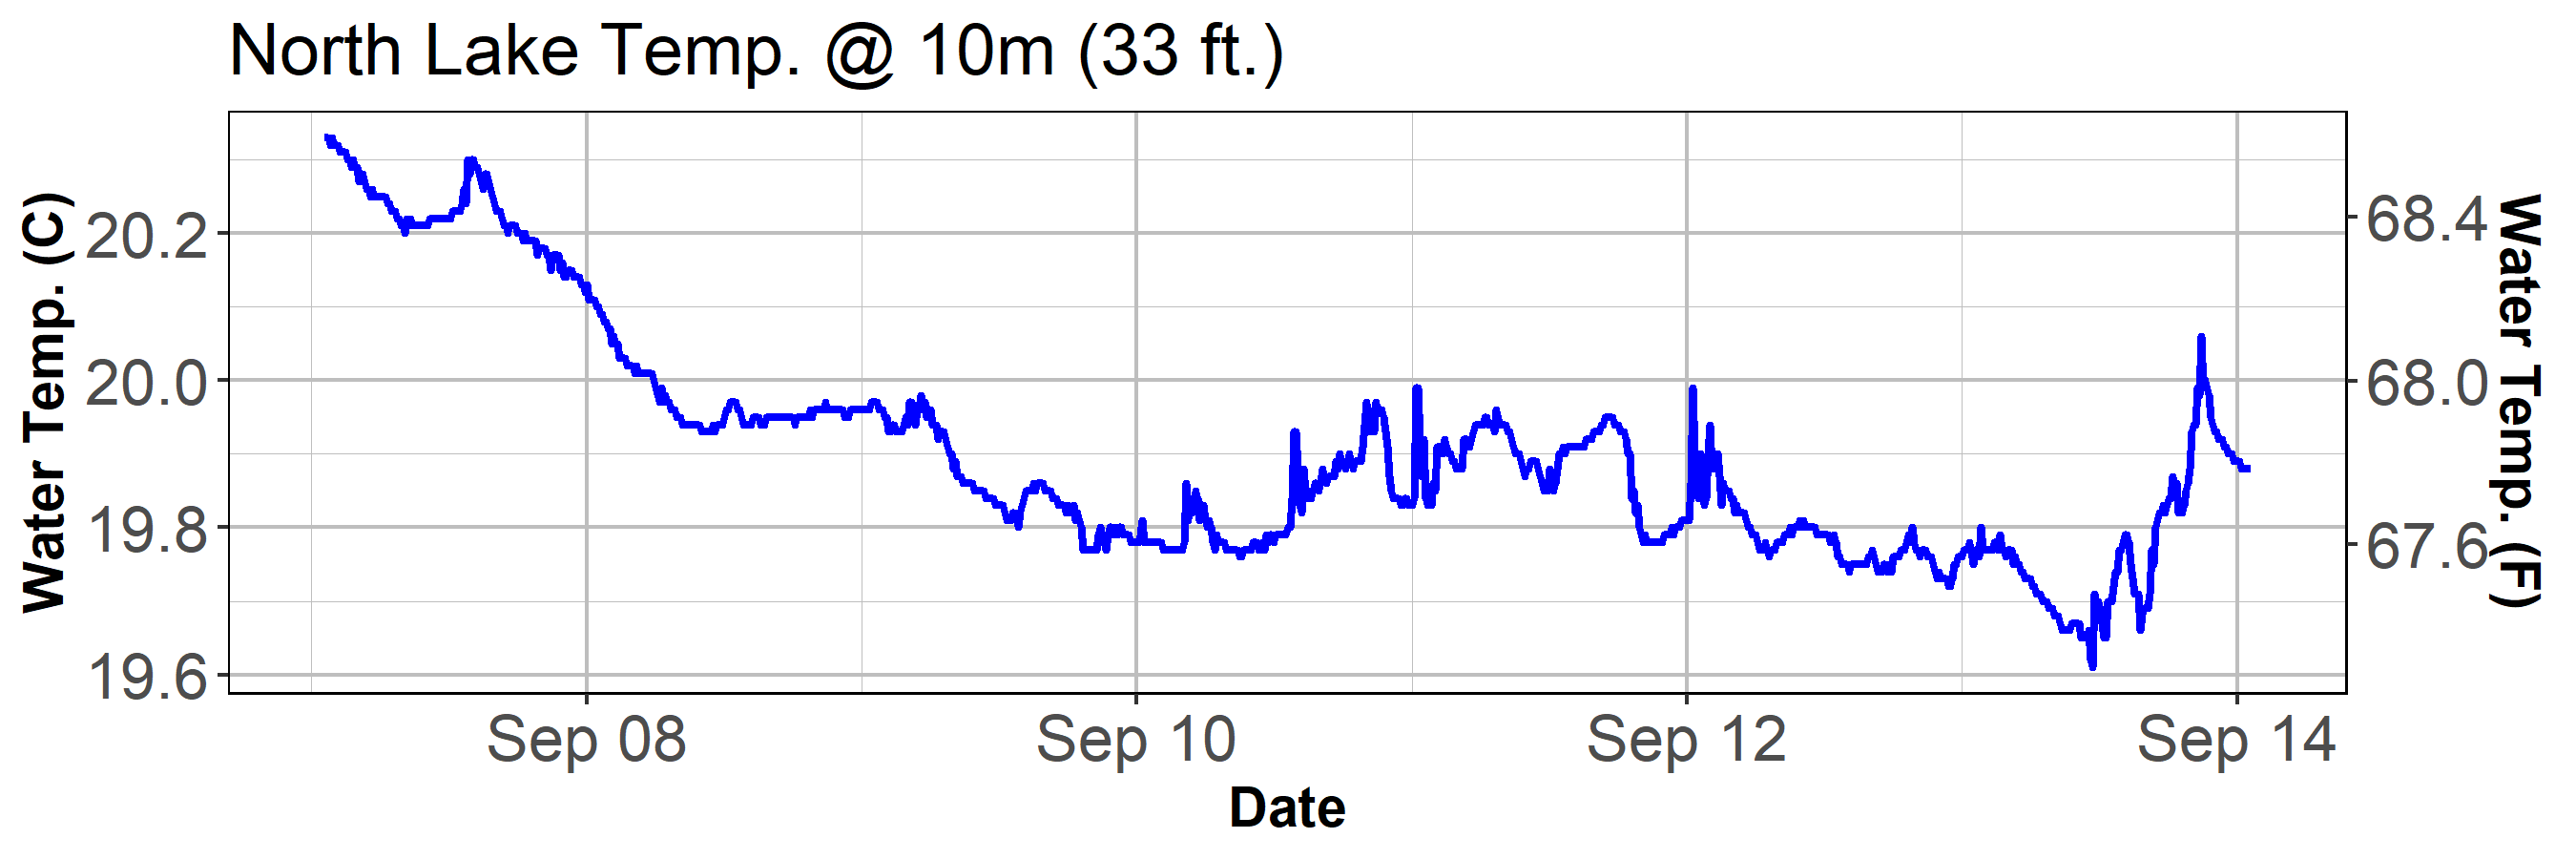 North Lake Temp. @ 10m (33 ft.)
Water Temp. (C)
20.2
20.0
19.8
19.6
68.4
68.0
67.6
Water Temp. (F)
Sep 08 Sep 10 Sep 12 Sep 14
Date